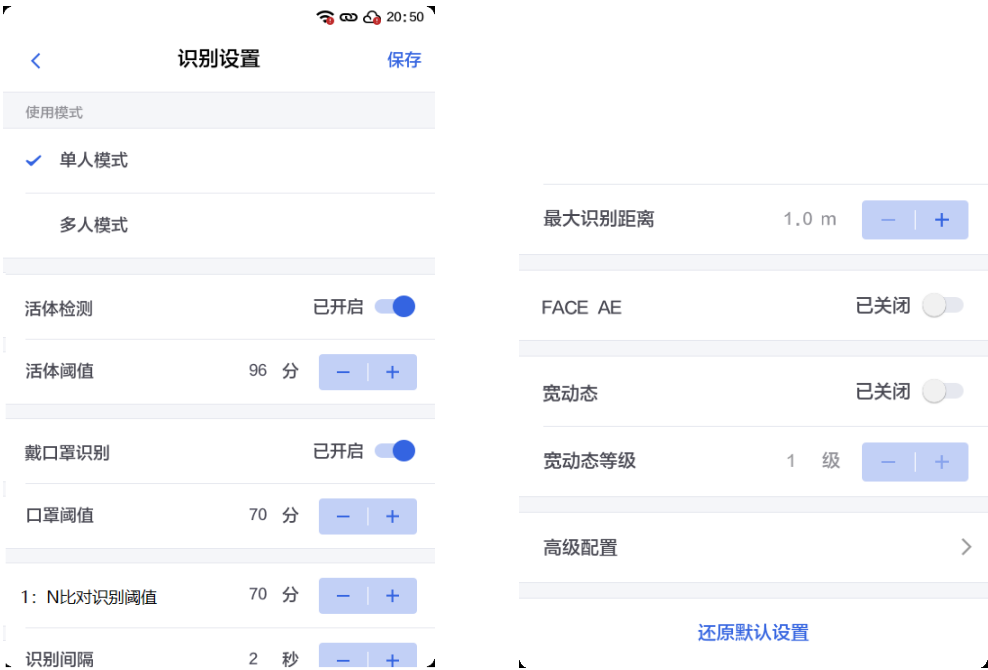 20:50
识别设置
保存
使用模式
单人模式
多人模式
活体检测 已开启
活体阈值 96 分
戴口罩识别 已开启
口罩阈值 70 分
1：N比对识别阈值 70 分
识别间隔 2 秒
最大识别距离 1.0 m
FACE AE 已关闭
宽动态 已关闭
宽动态等级 1 级
高级配置
还原默认设置